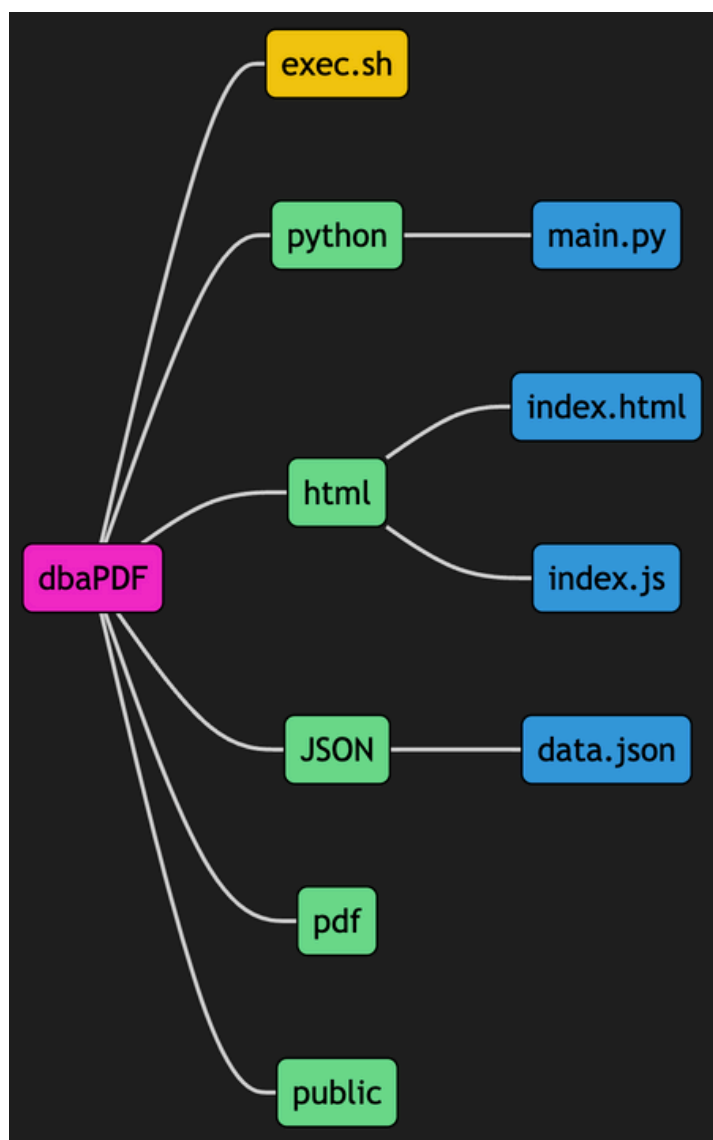 exec.sh
python
main.py
index.html
html
index.js
dbaPDF
JSON
data.json
pdf
public